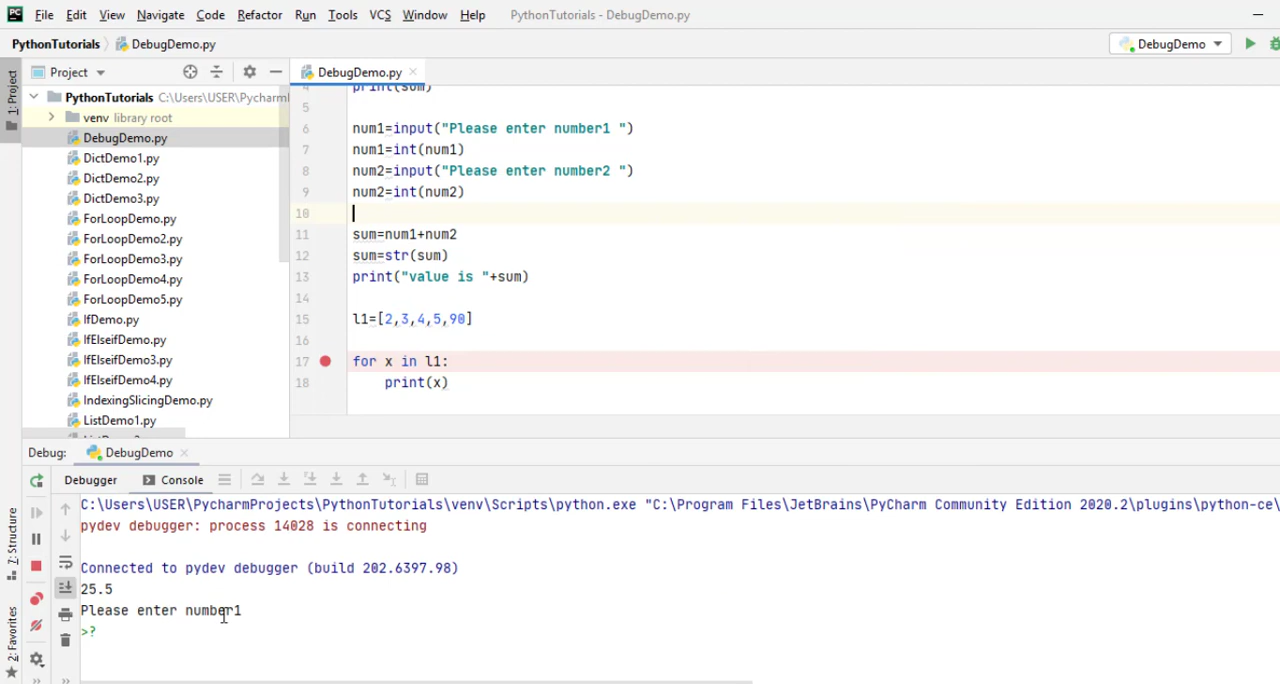 PC File Edit View Navigate Code Refactor Run Tools VCS Window Help PythonTutorials - DebugDemo.py
PythonTutorials DebugDemo.py DebugDemo
1: Project
Project
DebugDemo.py
PythonTutorials C:\Users\USER\Pycharm
venv library root
DebugDemo.py
DictDemo1.py
DictDemo2.py
DictDemo3.py
ForLoopDemo.py
ForLoopDemo2.py
ForLoopDemo3.py
ForLoopDemo4.py
ForLoopDemo5.py
IfDemo.py
IfElseifDemo.py
IfElseifDemo3.py
IfElseifDemo4.py
IndexingSlicingDemo.py
ListDemo1.py
4 print(sum)
5
6 num1=input("Please enter number1 ")
7 num1=int(num1)
8 num2=input("Please enter number2 ")
9 num2=int(num2)
10
11 sum=num1+num2
12 sum=str(sum)
13 print("value is "+sum)
14
15 l1=[2,3,4,5,90]
16
17 for x in l1:
18 print(x)
Debug: DebugDemo
Debugger Console
7: Structure
2: Favorites
C:\Users\USER\PycharmProjects\PythonTutorials\venv\Scripts\python.exe "C:\Program Files\JetBrains\PyCharm Community Edition 2020.2\plugins\python-ce\
pydev debugger: process 14028 is connecting
Connected to pydev debugger (build 202.6397.98)
25.5
Please enter number1
>?